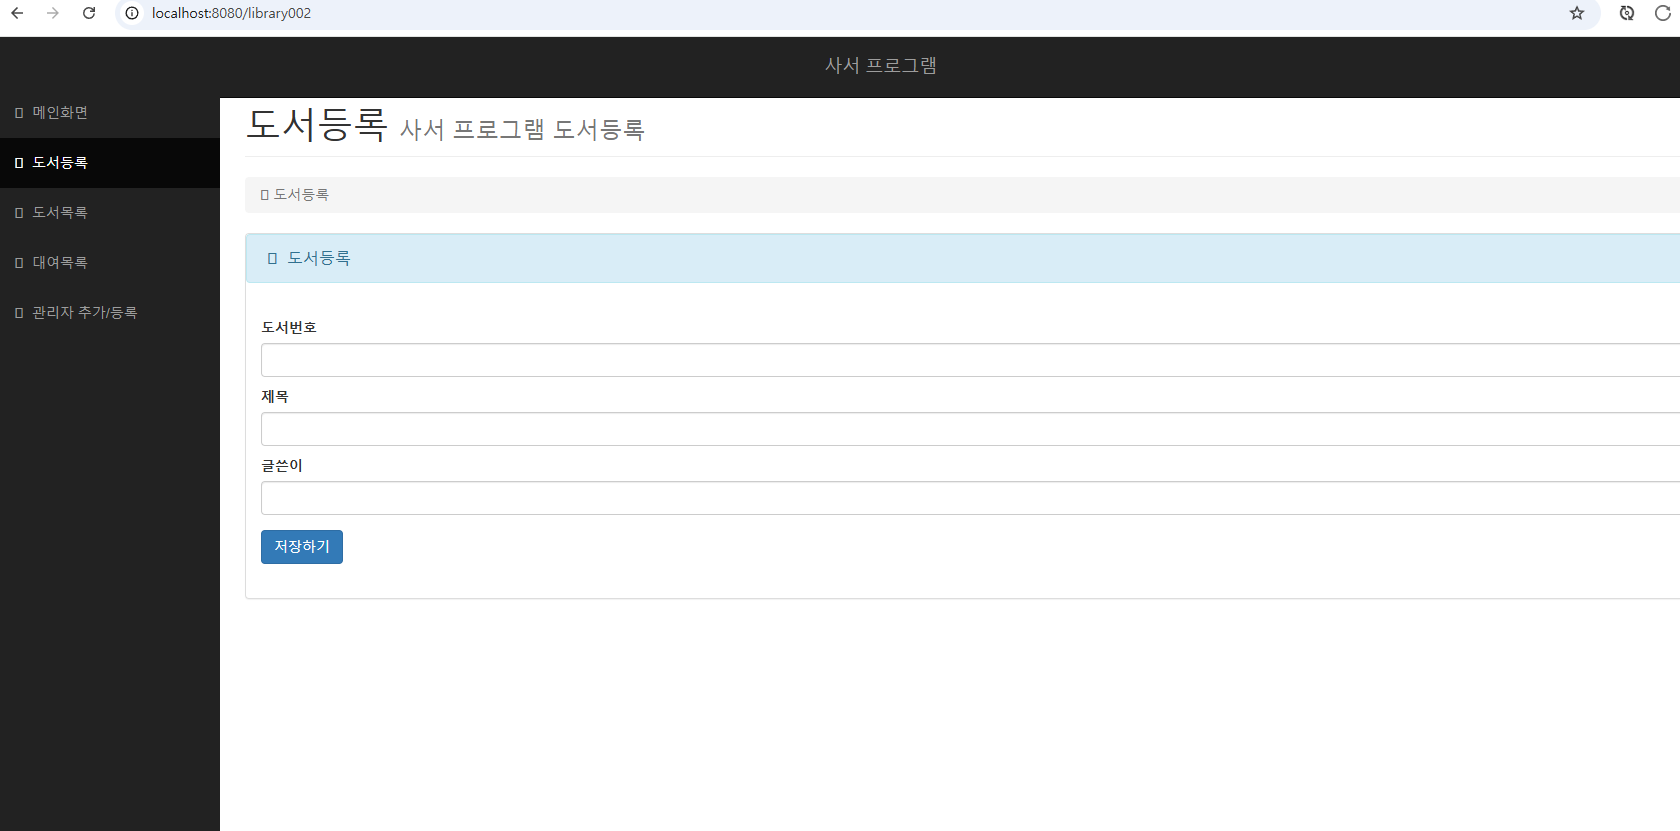 localhost:8080/library002
사서 프로그램
메인화면
도서등록
도서목록
대여목록
관리자 추가/등록
도서등록 사서 프로그램 도서등록
도서등록
도서등록
도서번호
제목
글쓴이
저장하기